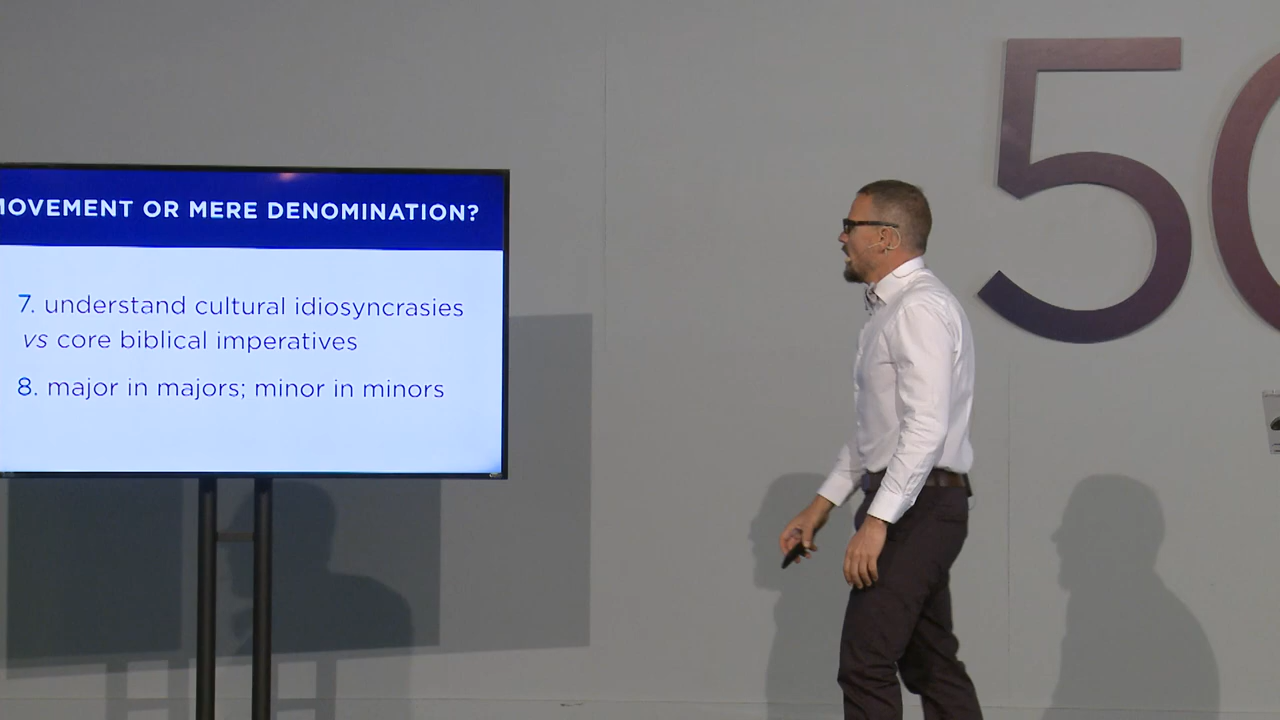 MOVEMENT OR MERE DENOMINATION?
7. understand cultural idiosyncrasies
vs core biblical imperatives
8. major in majors; minor in minors
50